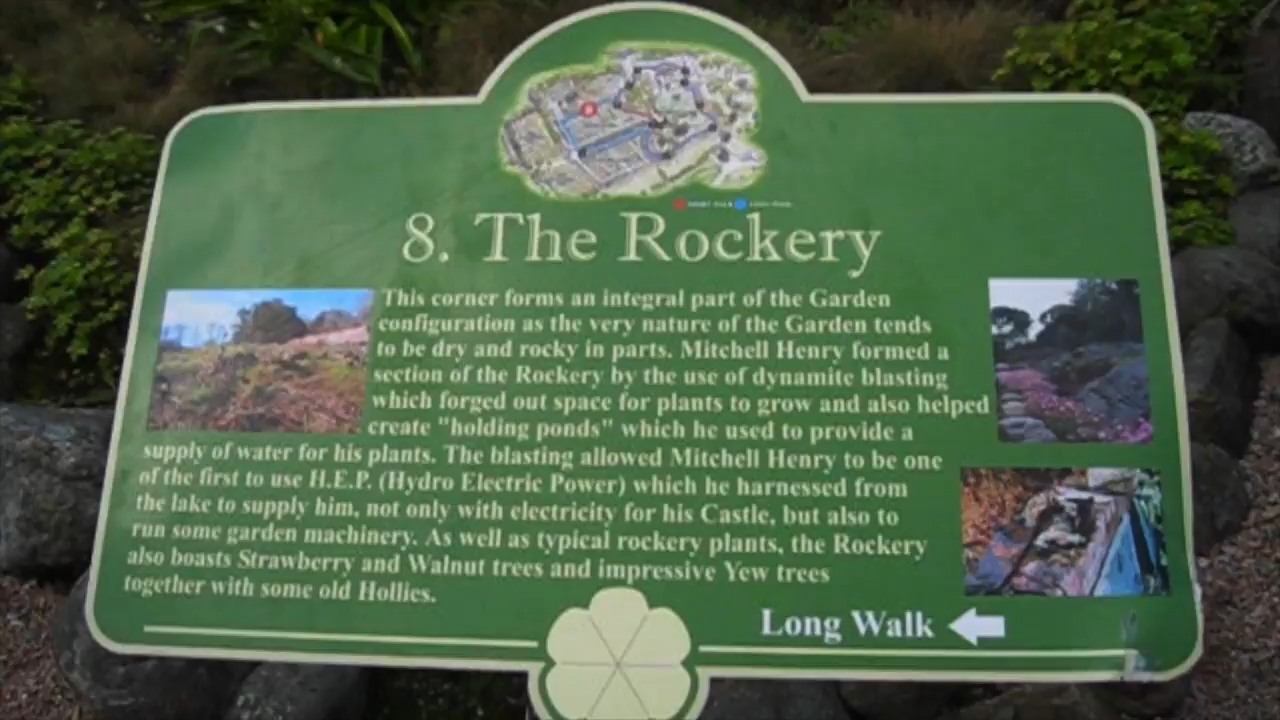 8. The Rockery
This corner forms an integral part of the Garden
configuration as the very nature of the Garden tends
to be dry and rocky in parts. Mitchell Henry formed a
section of the Rockery by the use of dynamite blasting
which forged out space for plants to grow and also helped
create "holding ponds" which he used to provide a
supply of water for his plants. The blasting allowed Mitchell Henry to be one
of the first to use H.E.P. (Hydro Electric Power) which he harnessed from
the lake to supply him, not only with electricity for his Castle, but also to
run some garden machinery. As well as typical rockery plants, the Rockery
also boasts Strawberry and Walnut trees and impressive Yew trees
together with some old Hollies.
Long Walk